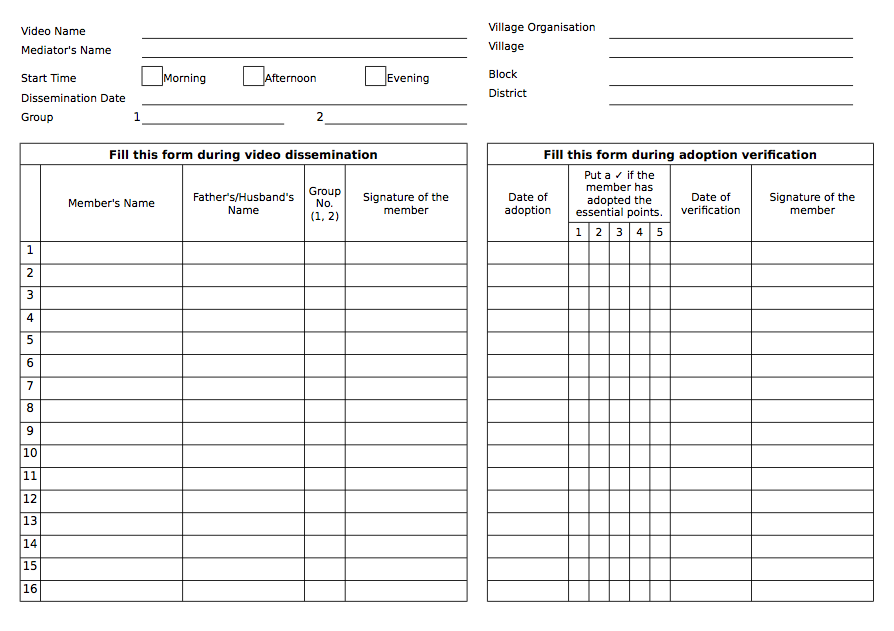 Video Name
Village Organisation
Mediator's Name
Village
Start Time Morning Afternoon Evening
Block
Dissemination Date
District
Group 1 2
Fill this form during video dissemination
Member's Name
Father's/Husband's
Name
Group
No.
(1, 2)
Signature of the
member
1
2
3
4
5
6
7
8
9
10
11
12
13
14
15
16
Fill this form during adoption verification
Date of
adoption
Put a ✓ if the
member has
adopted the
essential points.
1 2 3 4 5
Date of
verification
Signature of the
member